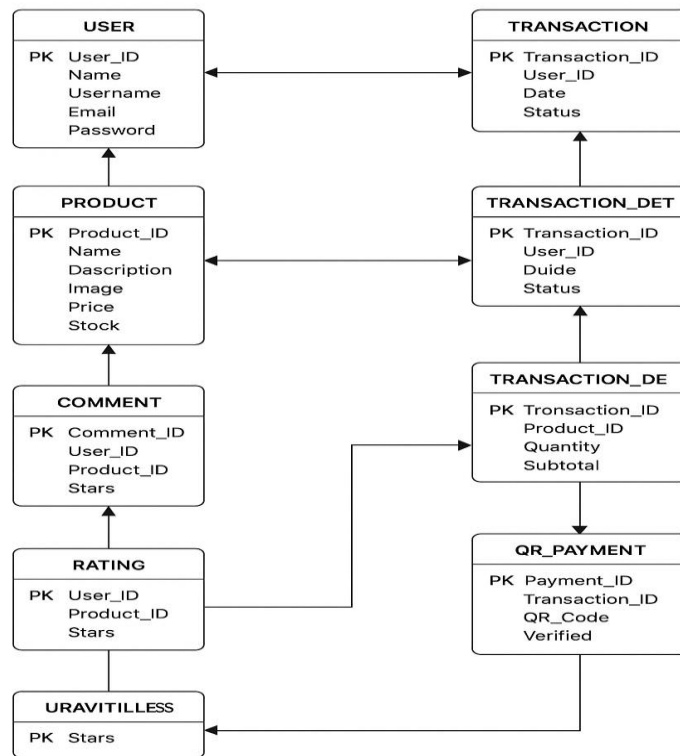 USER
PK User_ID
Name
Username
Email
Password
PRODUCT
PK Product_ID
Name
Dascription
Image
Price
Stock
COMMENT
PK Comment_ID
User_ID
Product_ID
Stars
RATING
PK User_ID
Product_ID
Stars
URAVITILLESS
PK Stars
TRANSACTION
PK Transaction_ID
User_ID
Date
Status
TRANSACTION_DET
PK Transaction_ID
User_ID
Duide
Status
TRANSACTION_DE
PK Tronsaction_ID
Product_ID
Quantity
Subtotal
QR_PAYMENT
PK Payment_ID
Transaction_ID
QR_Code
Verified